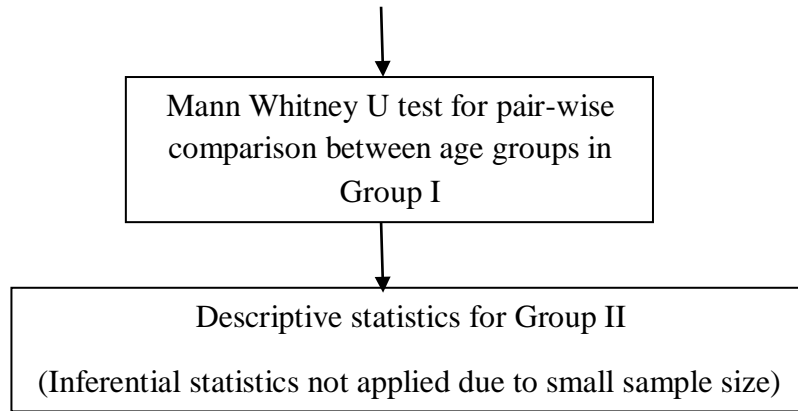 Mann Whitney U test for pair-wise
comparison between age groups in
Group I
Descriptive statistics for Group II
(Inferential statistics not applied due to small sample size)